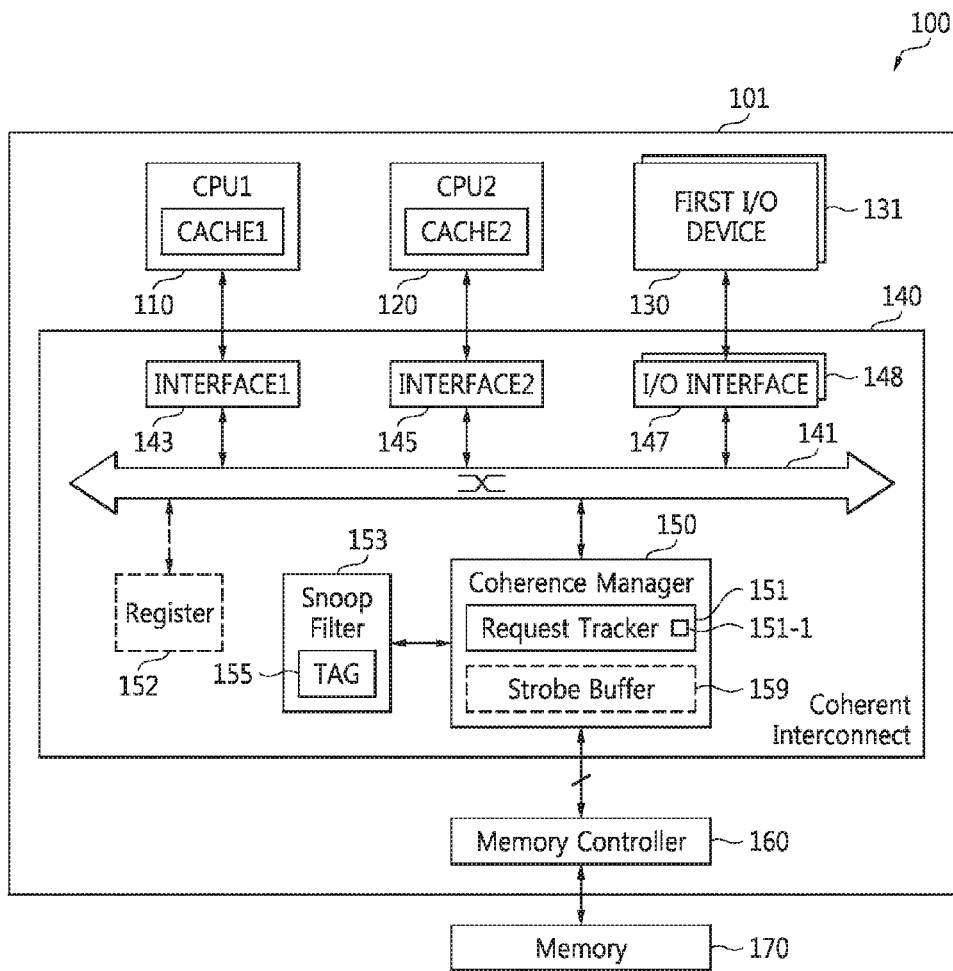 100
101
CPU1
CACHE1
CPU2
CACHE2
FIRST I/O
DEVICE
131
110
120
130
140
INTERFACE1
INTERFACE2
I/O INTERFACE
148
143
145
147
141
153
150
Register
152
Snoop
Filter
155
TAG
Coherence Manager
Request Tracker
151
151-1
Strobe Buffer
159
Coherent
Interconnect
Memory Controller
160
Memory
170